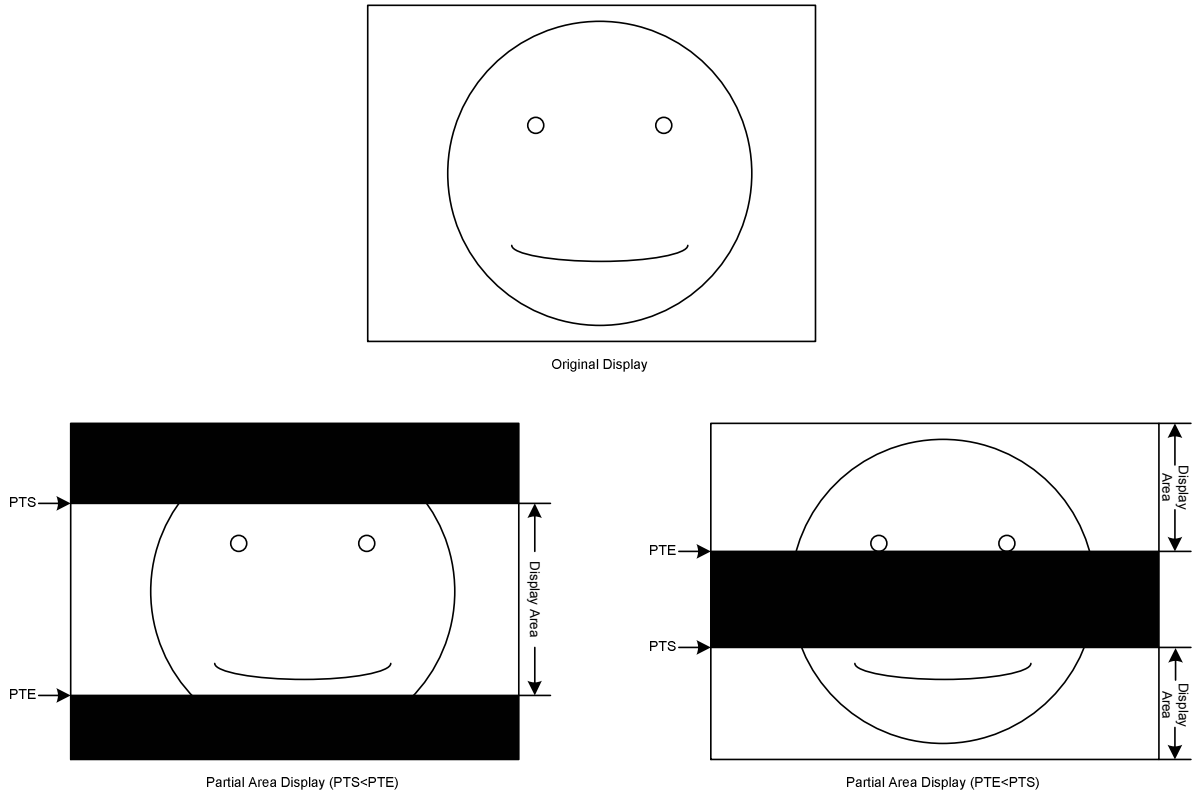 Original Display
PTS
PTE
Display Area
Partial Area Display (PTS<PTE)
PTE
PTS
Display
Area
Display
Area
Partial Area Display (PTE<PTS)